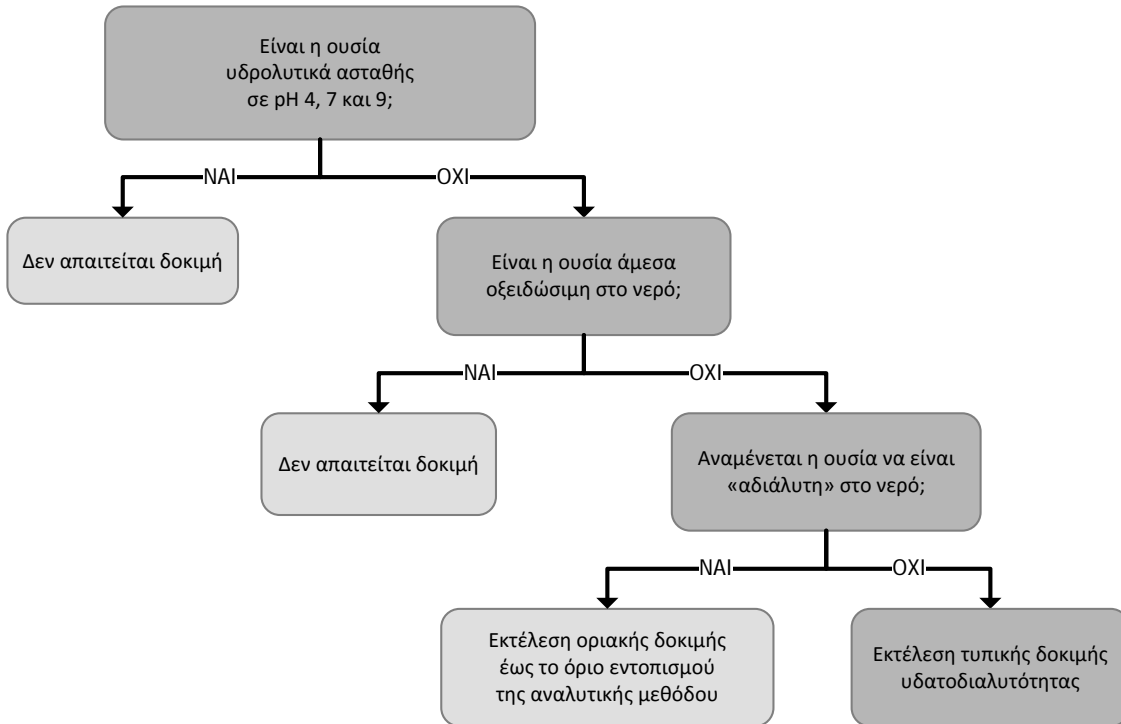 Είναι η ουσία
υδρολυτικά ασταθής
σε pH 4, 7 και 9;
ΝΑΙ
ΟΧΙ
Δεν απαιτείται δοκιμή
Είναι η ουσία άμεσα
οξειδώσιμη στο νερό;
ΝΑΙ
ΟΧΙ
Δεν απαιτείται δοκιμή
Αναμένεται η ουσία να είναι
«αδιάλυτη» στο νερό;
ΝΑΙ
ΟΧΙ
Εκτέλεση οριακής δοκιμής
έως το όριο εντοπισμού
της αναλυτικής μεθόδου
Εκτέλεση τυπικής δοκιμής
υδατοδιαλυτότητας